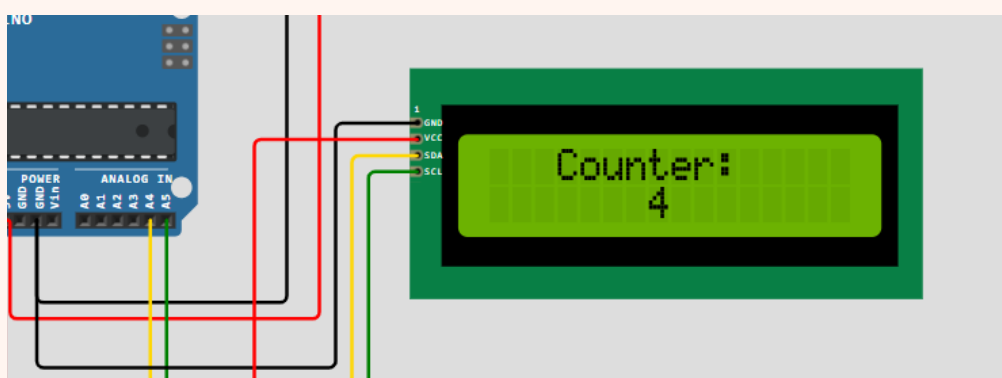 NO
POWER
ANALOG IN
GND
GND
Vin
A0
A1
A2
A3
A4
A5
1
GND
VCC
SDA
SCL
Counter:
4